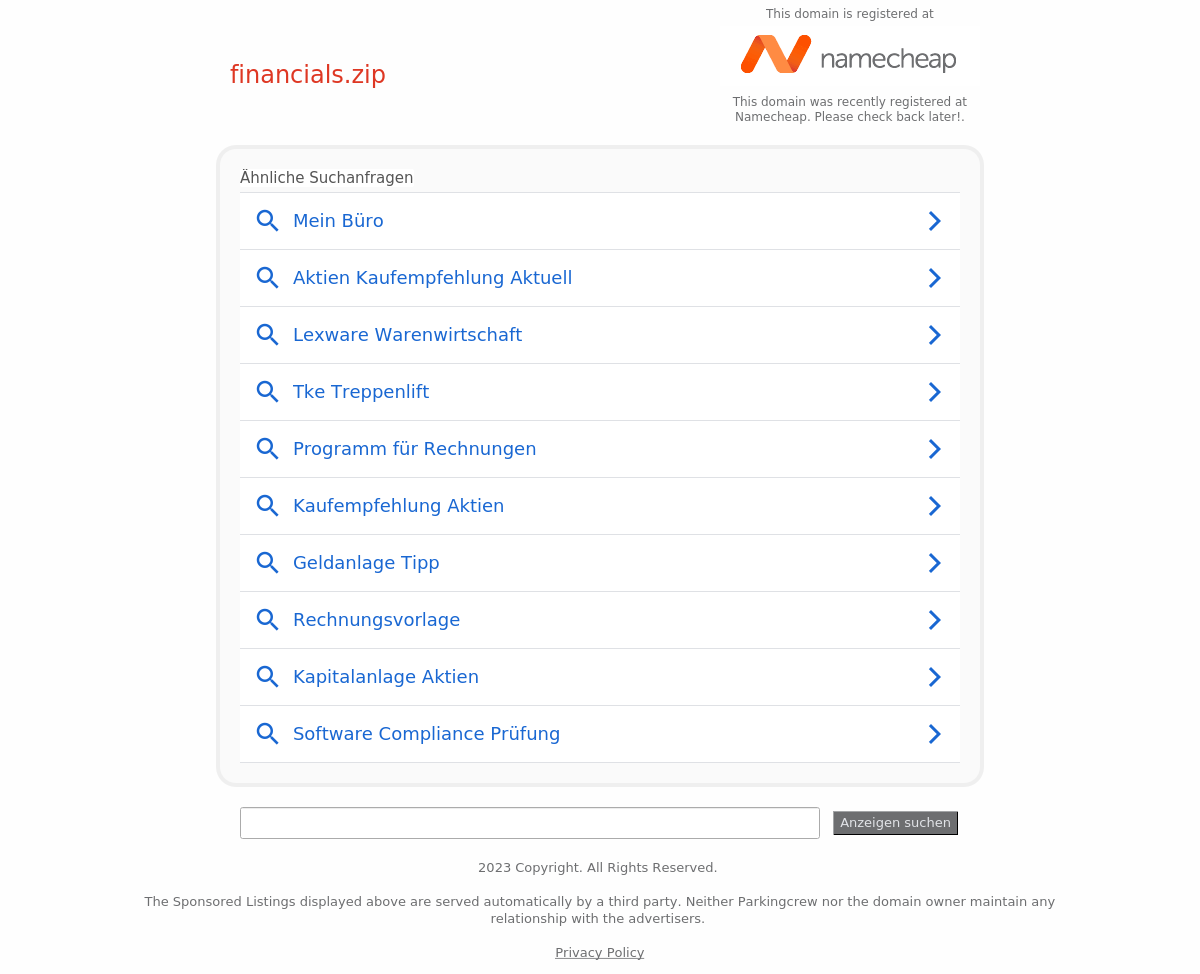 This domain is registered at
namecheap
financials.zip
This domain was recently registered at
Namecheap. Please check back later!.
Ähnliche Suchanfragen
Mein Büro
Aktien Kaufempfehlung Aktuell
Lexware Warenwirtschaft
Tke Treppenlift
Programm für Rechnungen
Kaufempfehlung Aktien
Geldanlage Tipp
Rechnungsvorlage
Kapitalanlage Aktien
Software Compliance Prüfung
Anzeigen suchen
2023 Copyright. All Rights Reserved.
The Sponsored Listings displayed above are served automatically by a third party. Neither Parkingcrew nor the domain owner maintain any
relationship with the advertisers.
Privacy Policy